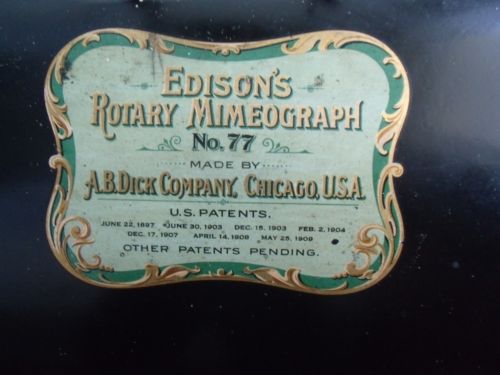 EDISON'S
ROTARY MIMEOGRAPH
No. 77
MADE BY
A.B. DICK COMPANY, CHICAGO, U.S.A.
U.S. PATENTS.
JUNE 22, 1897 JUNE 30, 1903 DEC. 15, 1903 FEB. 2, 1904
DEC. 17, 1907 APRIL 14, 1908 MAY 25, 1909
OTHER PATENTS PENDING.